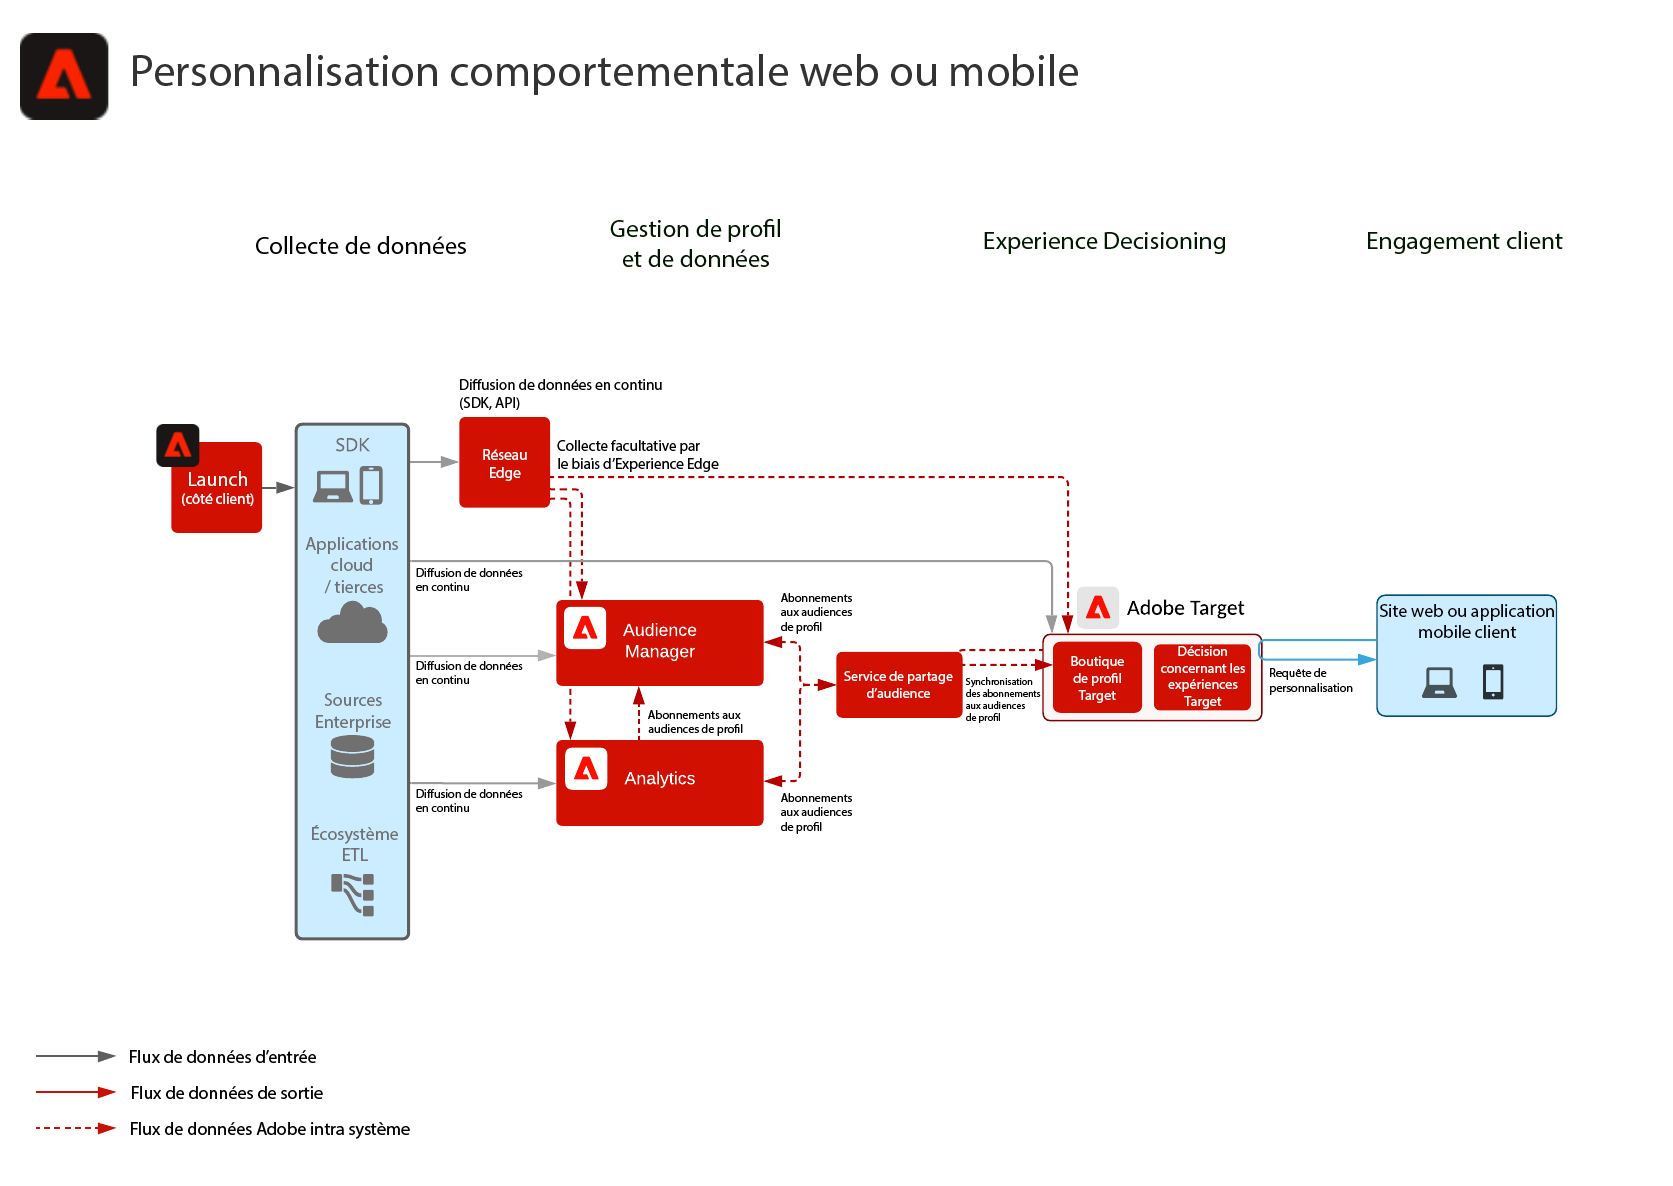 Personnalisation comportementale web ou mobile
Collecte de données
Gestion de profil
et de données
Experience Decisioning
Engagement client
Diffusion de données en continu
(SDK, API)
Launch
(côté client)
SDK
Applications
cloud
/ tierces
Sources
Enterprise
Écosystème
ETL
Réseau
Edge
Collecte facultative par
le biais d’Experience Edge
Diffusion de données
en continu
Diffusion de données
en continu
Diffusion de données
en continu
Audience
Manager
Abonnements aux
audiences de profil
Analytics
Abonnements
aux audiences
de profil
Abonnements
aux audiences
de profil
Service de partage
d’audience
Synchronisation
des abonnements
aux audiences
de profil
Adobe Target
Boutique
de profil
Target
Décision
concernant les
expériences
Target
Requête de
personnalisation
Site web ou application
mobile client
Flux de données d’entrée
Flux de données de sortie
Flux de données Adobe intra système